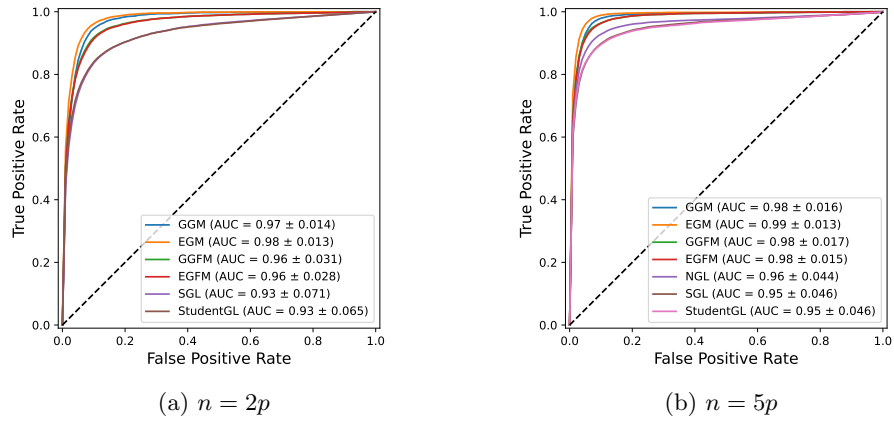 1.0
0.8
0.6
0.4
0.2
0.0
True Positive Rate
GGM (AUC = 0.97 ± 0.014)
EGM (AUC = 0.98 ± 0.013)
GGFM (AUC = 0.96 ± 0.031)
EGFM (AUC = 0.96 ± 0.028)
SGL (AUC = 0.93 ± 0.071)
StudentGL (AUC = 0.93 ± 0.065)
0.0 0.2 0.4 0.6 0.8 1.0
False Positive Rate
(a) n = 2p
1.0
0.8
0.6
0.4
0.2
0.0
True Positive Rate
GGM (AUC = 0.98 ± 0.016)
EGM (AUC = 0.99 ± 0.013)
GGFM (AUC = 0.98 ± 0.017)
EGFM (AUC = 0.98 ± 0.015)
NGL (AUC = 0.96 ± 0.044)
SGL (AUC = 0.95 ± 0.046)
StudentGL (AUC = 0.95 ± 0.046)
0.0 0.2 0.4 0.6 0.8 1.0
False Positive Rate
(b) n = 5p